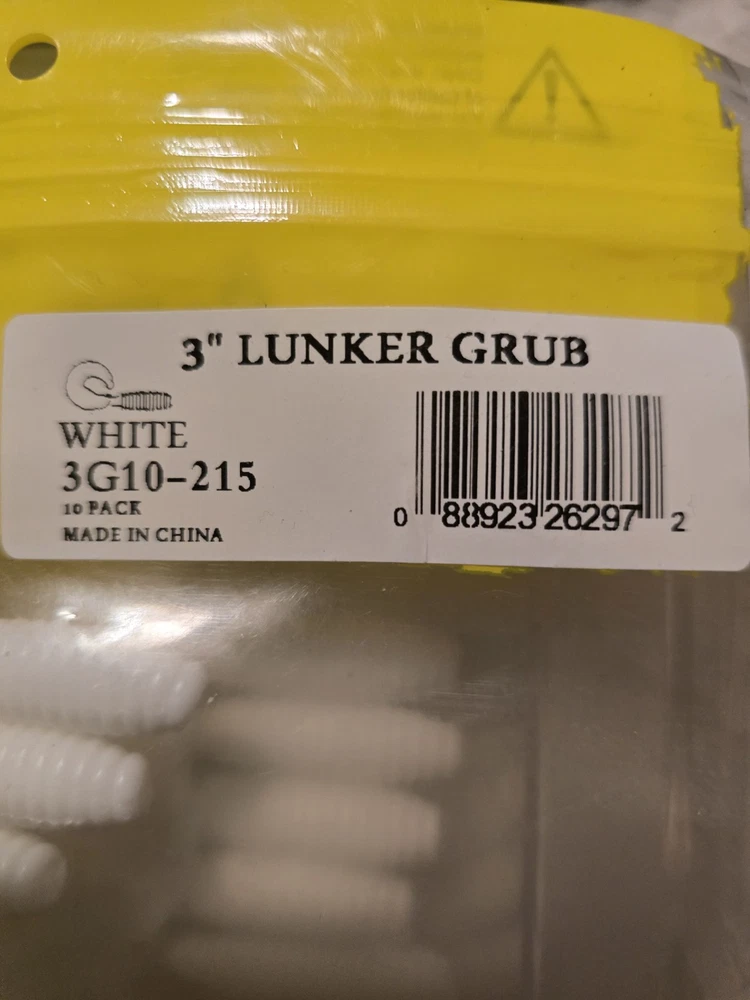 3" LUNKER GRUB
WHITE
3G10-215
10 PACK
MADE IN CHINA
0 88923 26297 2